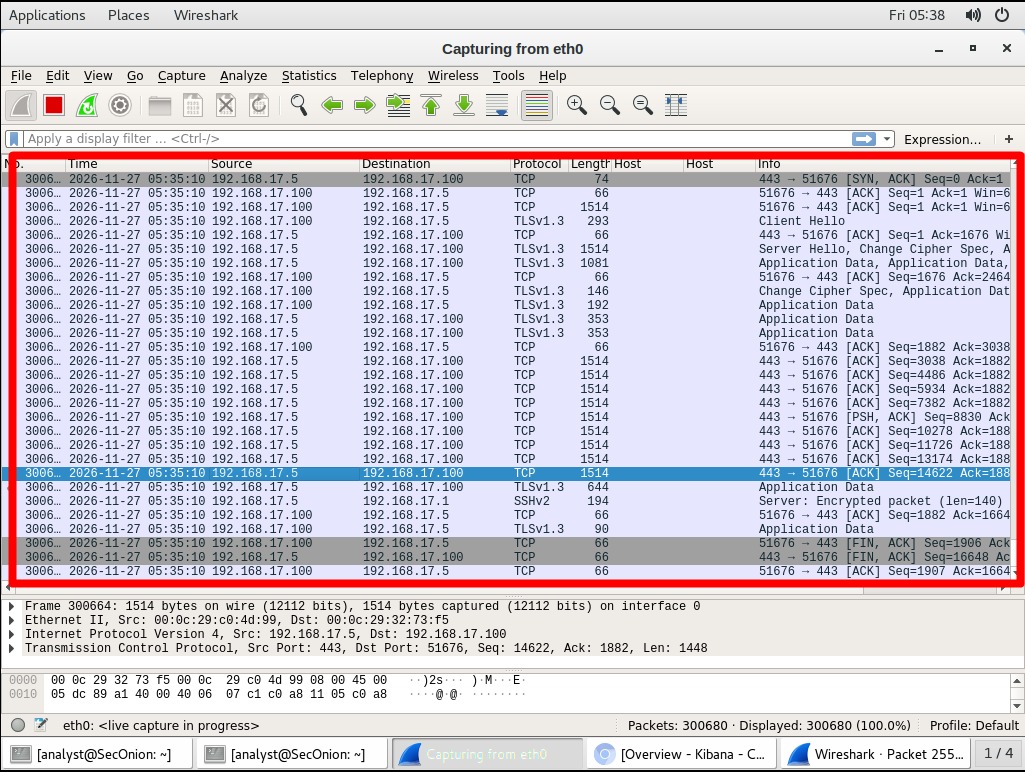 Applications Places Wireshark Fri 05:38
Capturing from eth0
File Edit View Go Capture Analyze Statistics Telephony Wireless Tools Help
Apply a display filter ... <Ctrl-/> Expression... +
No. Time Source Destination Protocol Length Host Host Info
3006… 2026-11-27 05:35:10 192.168.17.5 192.168.17.100 TCP 74 443 → 51676 [SYN, ACK] Seq=0 Ack=1
3006… 2026-11-27 05:35:10 192.168.17.100 192.168.17.5 TCP 66 51676 → 443 [ACK] Seq=1 Ack=1 Win=6
3006… 2026-11-27 05:35:10 192.168.17.100 192.168.17.5 TCP 1514 51676 → 443 [ACK] Seq=1 Ack=1 Win=6
3006… 2026-11-27 05:35:10 192.168.17.100 192.168.17.5 TLSv1.3 293 Client Hello
3006… 2026-11-27 05:35:10 192.168.17.5 192.168.17.100 TCP 66 443 → 51676 [ACK] Seq=1 Ack=1676 Wi
3006… 2026-11-27 05:35:10 192.168.17.5 192.168.17.100 TLSv1.3 1514 Server Hello, Change Cipher Spec, A
3006… 2026-11-27 05:35:10 192.168.17.5 192.168.17.100 TLSv1.3 1081 Application Data, Application Data,
3006… 2026-11-27 05:35:10 192.168.17.100 192.168.17.5 TCP 66 51676 → 443 [ACK] Seq=1676 Ack=2464
3006… 2026-11-27 05:35:10 192.168.17.100 192.168.17.5 TLSv1.3 146 Change Cipher Spec, Application Dat
3006… 2026-11-27 05:35:10 192.168.17.100 192.168.17.5 TLSv1.3 192 Application Data
3006… 2026-11-27 05:35:10 192.168.17.5 192.168.17.100 TLSv1.3 353 Application Data
3006… 2026-11-27 05:35:10 192.168.17.5 192.168.17.100 TLSv1.3 353 Application Data
3006… 2026-11-27 05:35:10 192.168.17.100 192.168.17.5 TCP 66 51676 → 443 [ACK] Seq=1882 Ack=3038
3006… 2026-11-27 05:35:10 192.168.17.5 192.168.17.100 TCP 1514 443 → 51676 [ACK] Seq=3038 Ack=1882
3006… 2026-11-27 05:35:10 192.168.17.5 192.168.17.100 TCP 1514 443 → 51676 [ACK] Seq=4486 Ack=1882
3006… 2026-11-27 05:35:10 192.168.17.5 192.168.17.100 TCP 1514 443 → 51676 [ACK] Seq=5934 Ack=1882
3006… 2026-11-27 05:35:10 192.168.17.5 192.168.17.100 TCP 1514 443 → 51676 [ACK] Seq=7382 Ack=1882
3006… 2026-11-27 05:35:10 192.168.17.5 192.168.17.100 TCP 1514 443 → 51676 [PSH, ACK] Seq=8830 Ack
3006… 2026-11-27 05:35:10 192.168.17.5 192.168.17.100 TCP 1514 443 → 51676 [ACK] Seq=10278 Ack=188
3006… 2026-11-27 05:35:10 192.168.17.5 192.168.17.100 TCP 1514 443 → 51676 [ACK] Seq=11726 Ack=188
3006… 2026-11-27 05:35:10 192.168.17.5 192.168.17.100 TCP 1514 443 → 51676 [ACK] Seq=13174 Ack=188
3006… 2026-11-27 05:35:10 192.168.17.5 192.168.17.100 TCP 1514 443 → 51676 [ACK] Seq=14622 Ack=188
3006… 2026-11-27 05:35:10 192.168.17.5 192.168.17.100 TLSv1.3 644 Application Data
3006… 2026-11-27 05:35:10 192.168.17.5 192.168.17.1 SSHv2 194 Server: Encrypted packet (len=140)
3006… 2026-11-27 05:35:10 192.168.17.100 192.168.17.5 TCP 66 51676 → 443 [ACK] Seq=1882 Ack=1664
3006… 2026-11-27 05:35:10 192.168.17.100 192.168.17.5 TLSv1.3 90 Application Data
3006… 2026-11-27 05:35:10 192.168.17.100 192.168.17.5 TCP 66 51676 → 443 [FIN, ACK] Seq=1906 Ack
3006… 2026-11-27 05:35:10 192.168.17.5 192.168.17.100 TCP 66 443 → 51676 [FIN, ACK] Seq=16648 Ac
3006… 2026-11-27 05:35:10 192.168.17.100 192.168.17.5 TCP 66 51676 → 443 [ACK] Seq=1907 Ack=1664
Frame 300664: 1514 bytes on wire (12112 bits), 1514 bytes captured (12112 bits) on interface 0
Ethernet II, Src: 00:0c:29:c0:4d:99, Dst: 00:0c:29:32:73:f5
Internet Protocol Version 4, Src: 192.168.17.5, Dst: 192.168.17.100
Transmission Control Protocol, Src Port: 443, Dst Port: 51676, Seq: 14622, Ack: 1882, Len: 1448
0000 00 0c 29 32 73 f5 00 0c 29 c0 4d 99 08 00 45 00 ··)2s··· )·M···E·
0010 05 dc 89 a1 40 00 40 06 07 c1 c0 a8 11 05 c0 a8 ····@·@· ········
eth0: <live capture in progress> Packets: 300680 · Displayed: 300680 (100.0%) Profile: Default
[analyst@SecOnion: ~] [analyst@SecOnion: ~] Capturing from eth0 [Overview - Kibana - C... Wireshark · Packet 255... 1 / 4